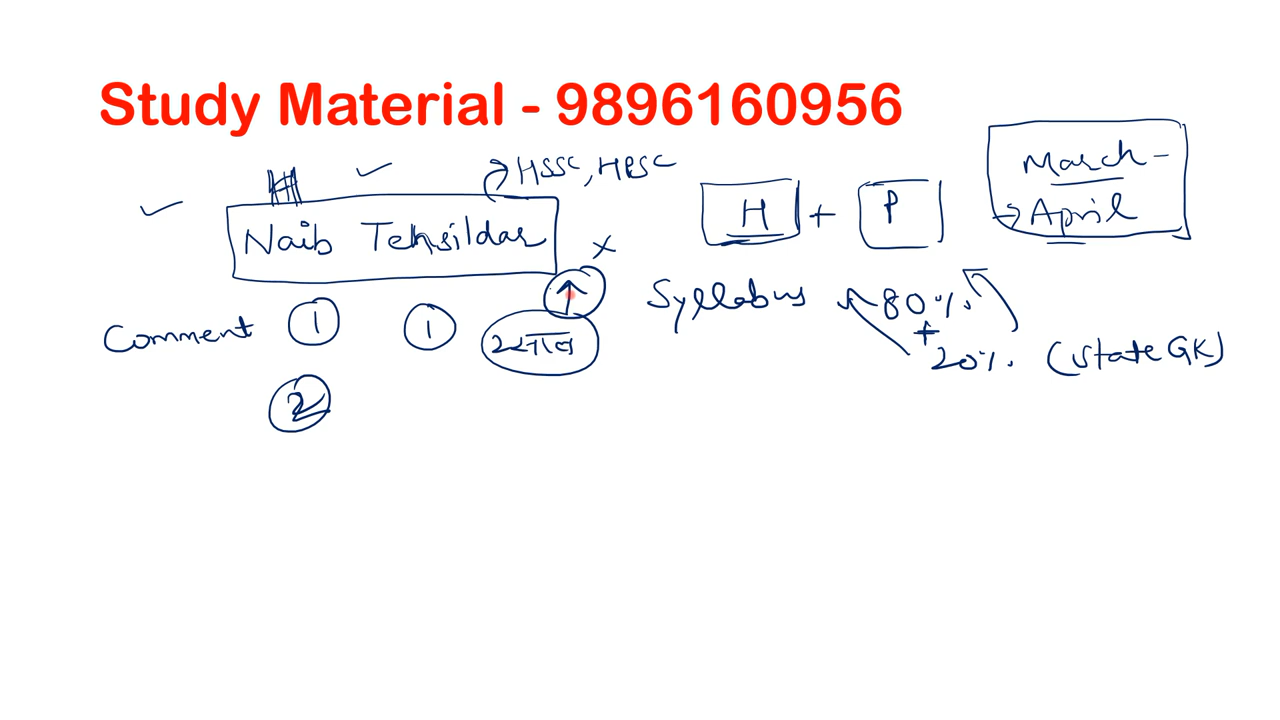 Study Material - 9896160956
HSSC, HPSC
Naib Tehsildar
H + P
March -
April
Comment 1 1
2
Syllabus 80%
+
20% (State GK)